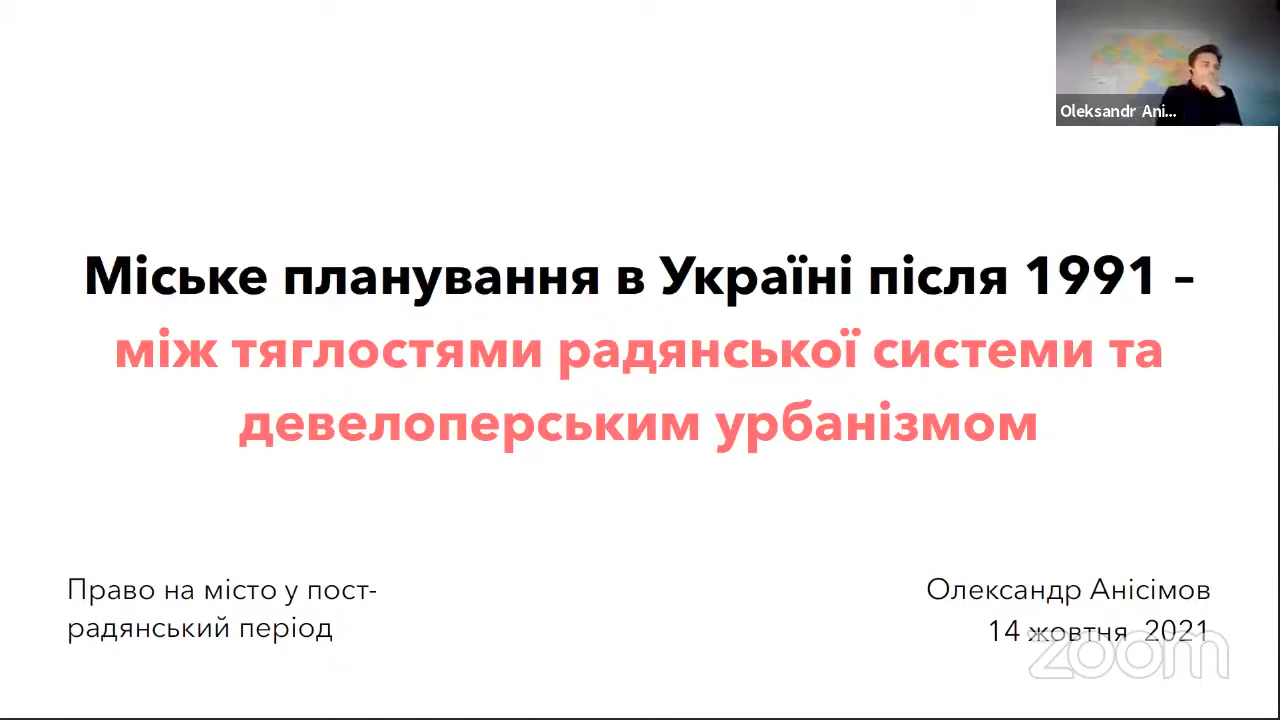 Oleksandr Ani...
Міське планування в Україні після 1991 –
між тяглостями радянської системи та
девелоперським урбанізмом
Право на місто у пост-
радянський період
Олександр Анісімов
14 жовтня 2021
zoom